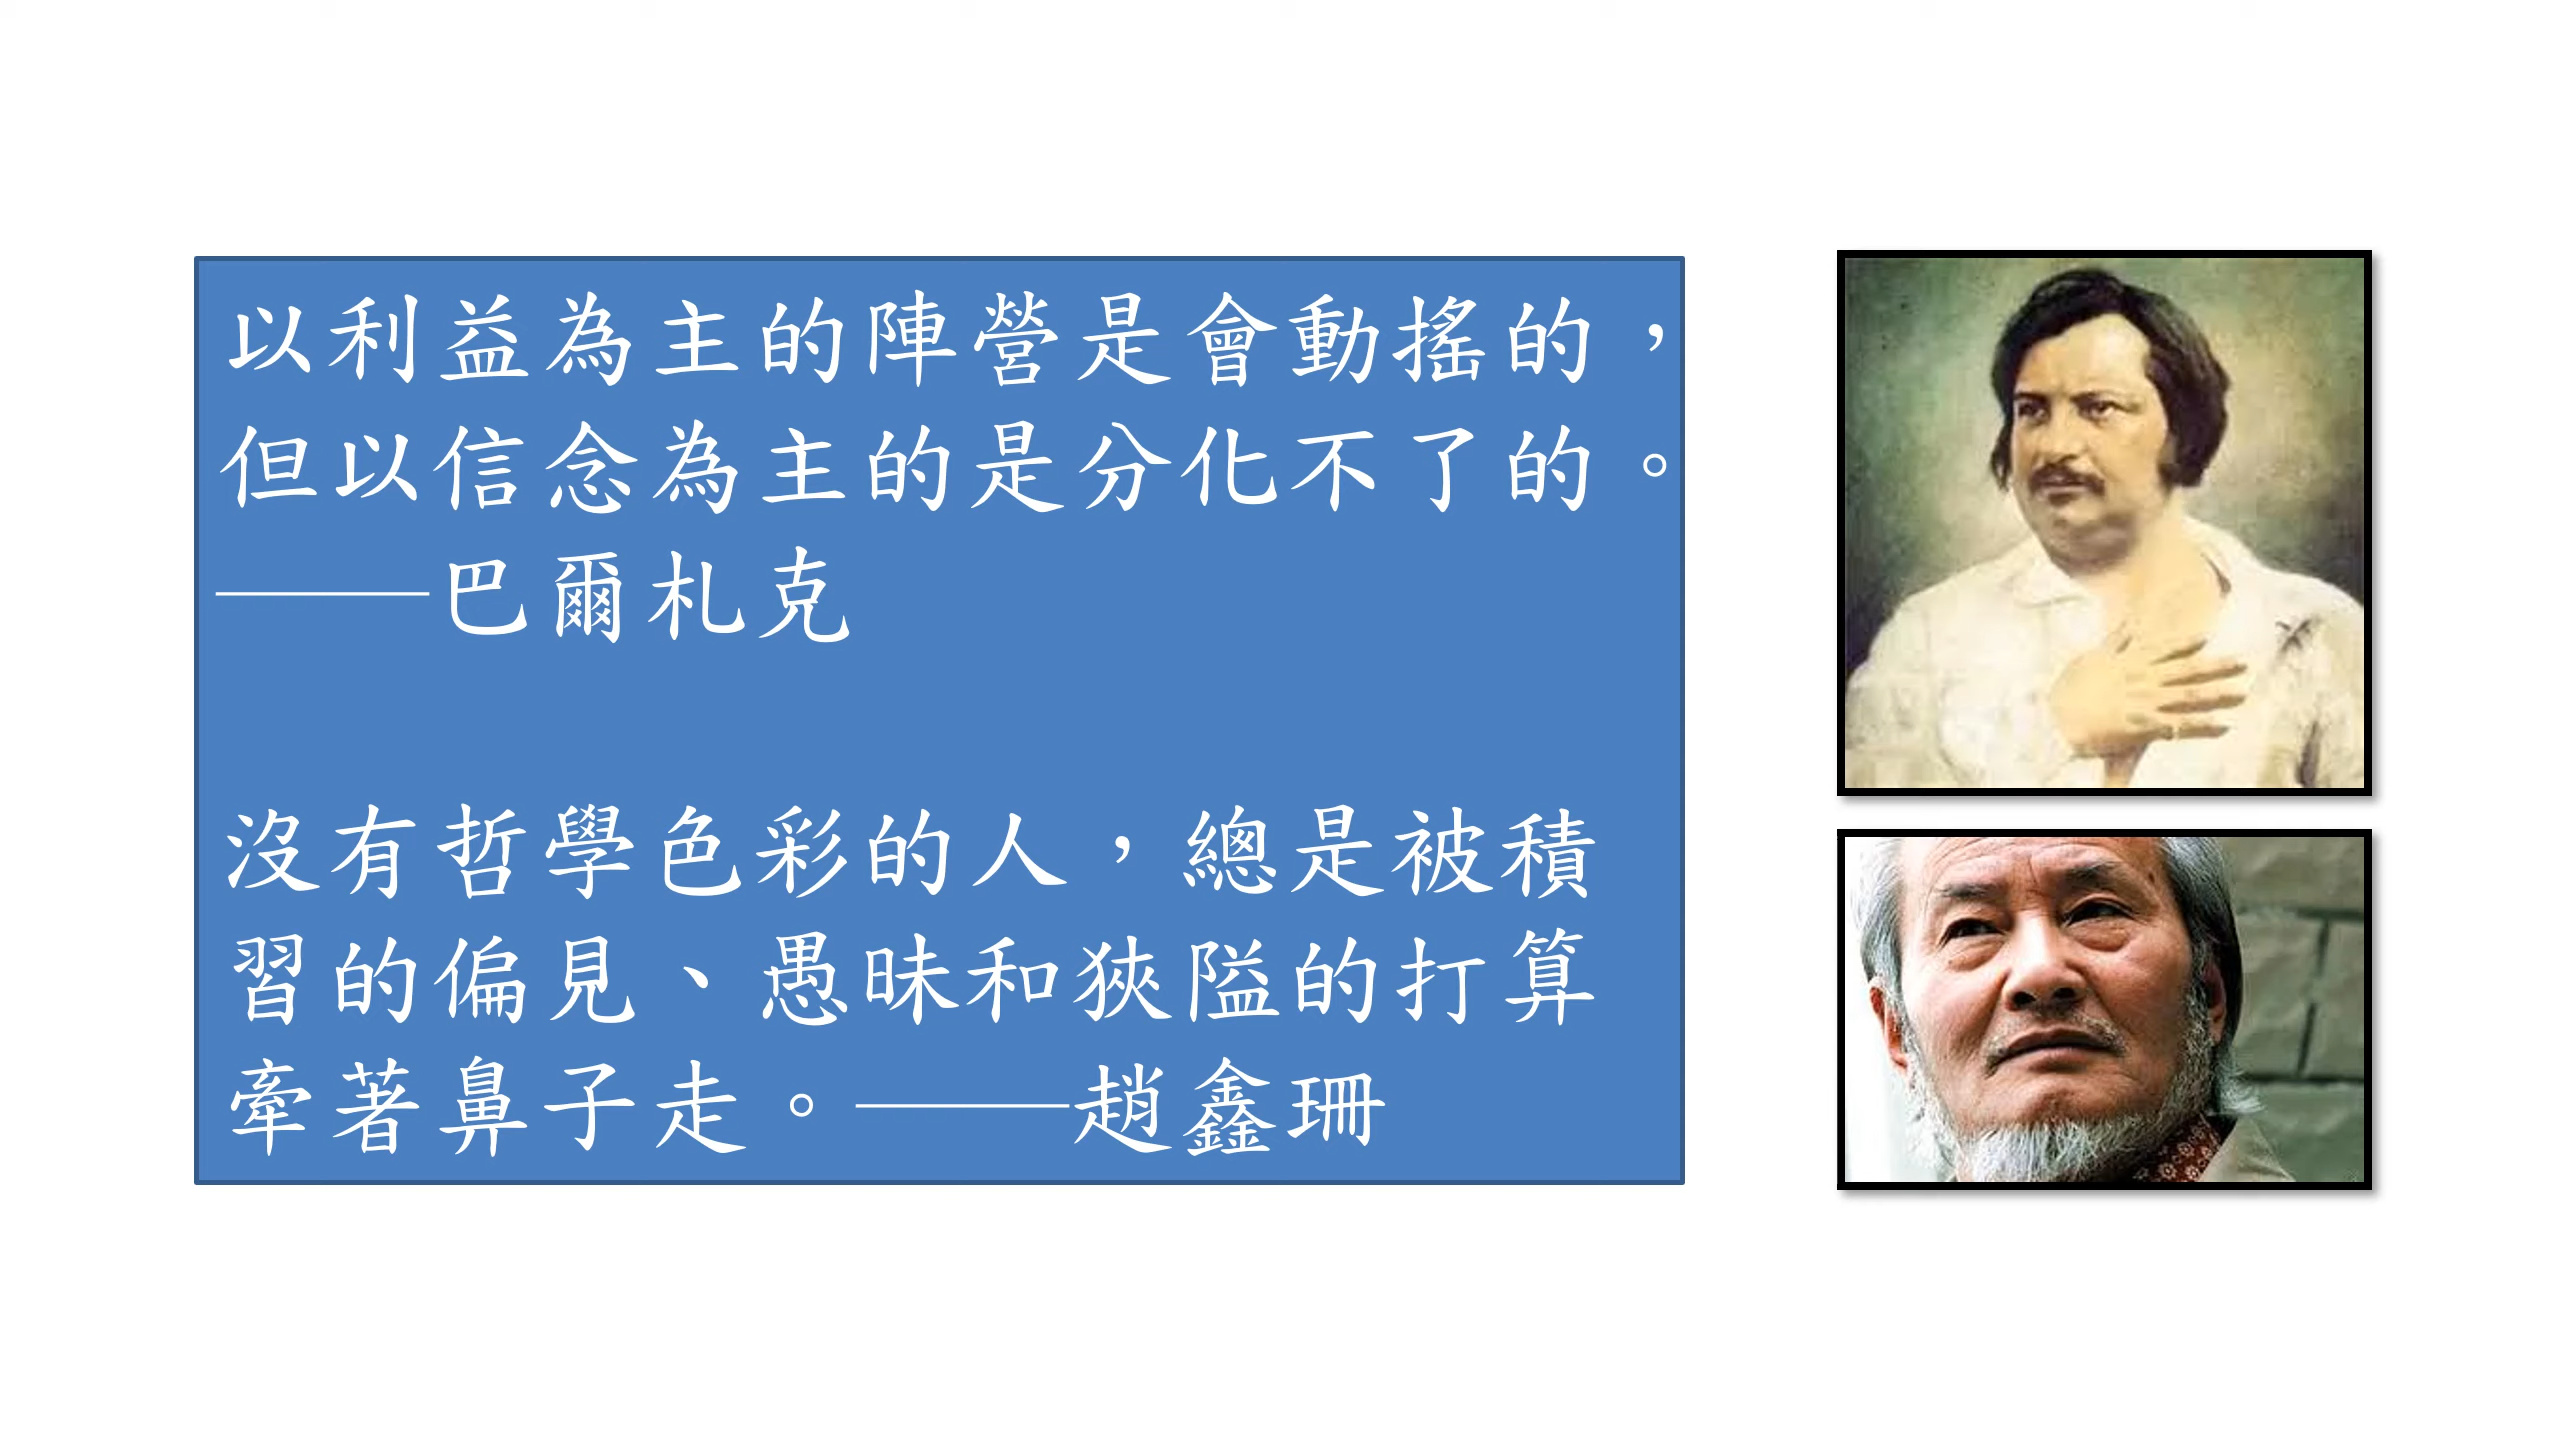 以利益為主的陣營是會動搖的，
但以信念為主的是分化不了的。
——巴爾札克
沒有哲學色彩的人，總是被積
習的偏見、愚昧和狹隘的打算
牽著鼻子走。——趙鑫珊